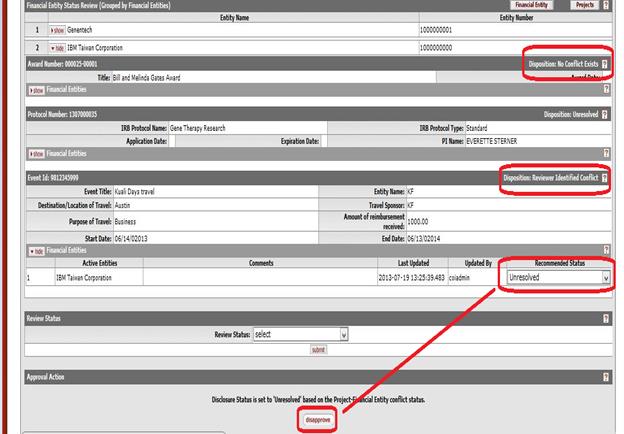 Financial Entity Status Review (Grouped by Financial Entities) Financial Entity Projects ?
Entity Name Entity Number
1 show Genentech 1000000001
2 hide IBM Taiwan Corporation 1000000000
Award Number: 000025-00001 Disposition: No Conflict Exists ?
Title: Bill and Melinda Gates Award Award Date:
show Financial Entities ?
Protocol Number: 1307000035 Disposition: Unresolved ?
IRB Protocol Name: Gene Therapy Research IRB Protocol Type: Standard
Application Date: Expiration Date: PI Name: EVERETTE STERNER
show Financial Entities ?
Event Id: 9812345999 Disposition: Reviewer Identified Conflict ?
Event Title: Kuali Days travel Entity Name: KF
Destination/Location of Travel: Austin Travel Sponsor: KF
Purpose of Travel: Business Amount of reimbursement received: 1000.00
Start Date: 06/14/02013 End Date: 06/13/02014
hide Financial Entities ?
Active Entities Comments Last Updated Updated By Recommended Status
1 IBM Taiwan Corporation 2013-07-19 13:25:39.483 coiadmin Unresolved
Review Status ?
Review Status: select
submit
Approval Action ?
Disclosure Status is set to 'Unresolved' based on the Project-Financial Entity conflict status.
disapprove